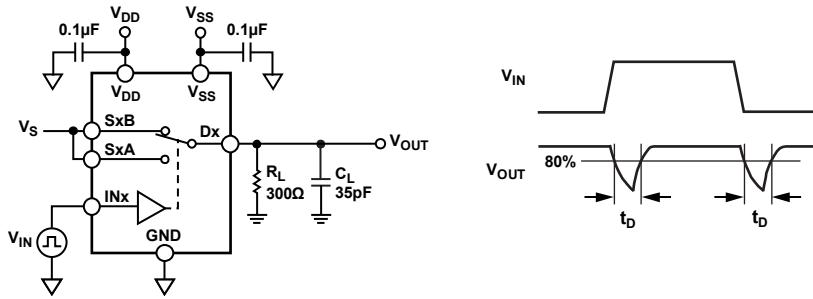 VDD
VSS
0.1µF
0.1µF
VDD
VSS
VS
SxB
SxA
Dx
VOUT
RL
300Ω
CL
35pF
INx
VIN
GND
VIN
VOUT
80%
tD
tD